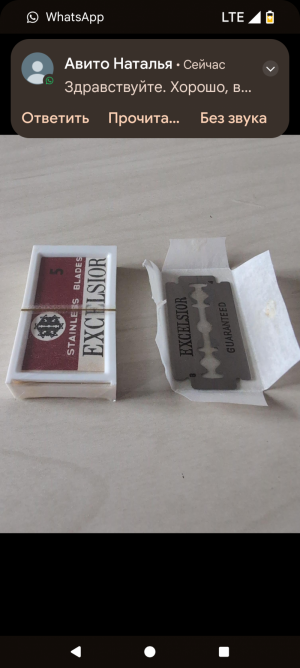 WhatsApp
LTE
Авито Наталья • Сейчас
Здравствуйте. Хорошо, в...
Ответить
Прочита...
Без звука
5
STAINLESS BLADES
EXCELSIOR
EXCELSIOR
GUARANTEED